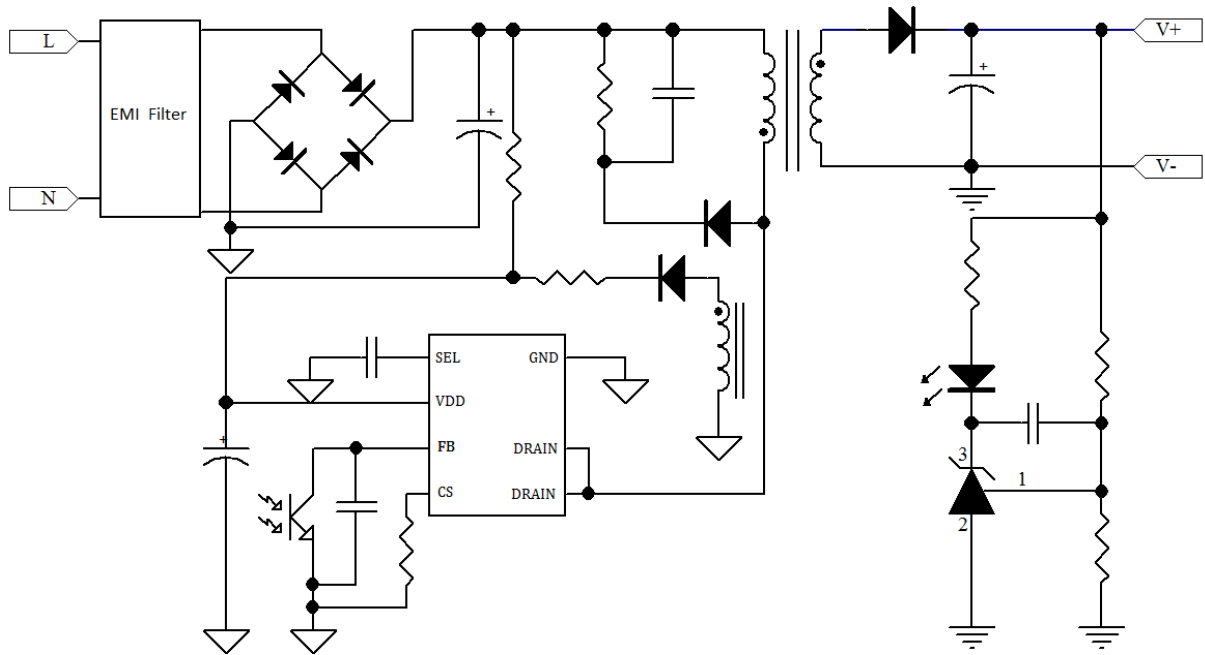 L
V+
EMI Filter
+
+
V-
N
SEL
GND
VDD
+
FB
DRAIN
3
1
CS
DRAIN
2